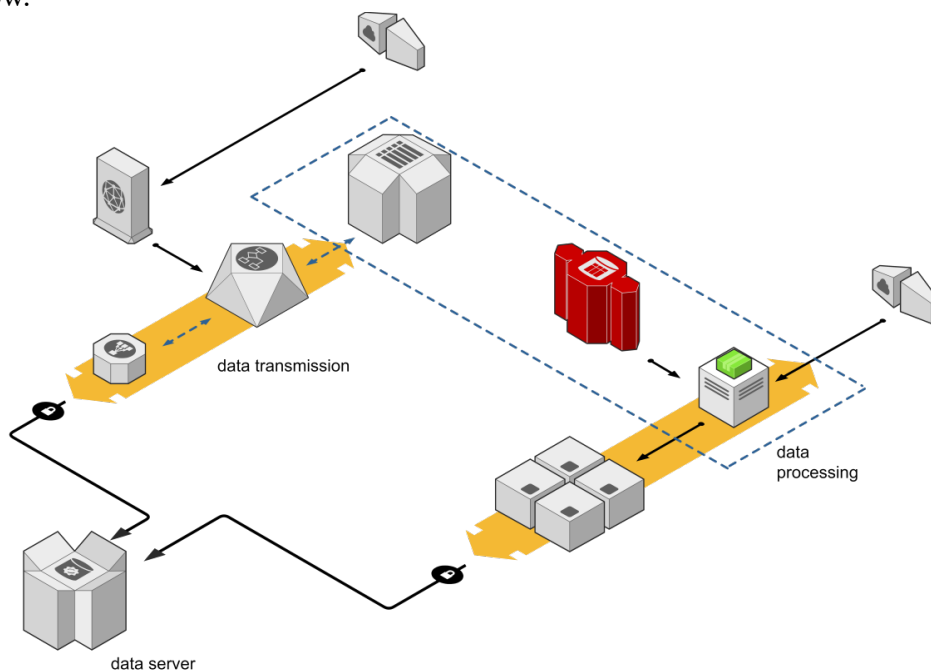 data transmission
data
processing
data server